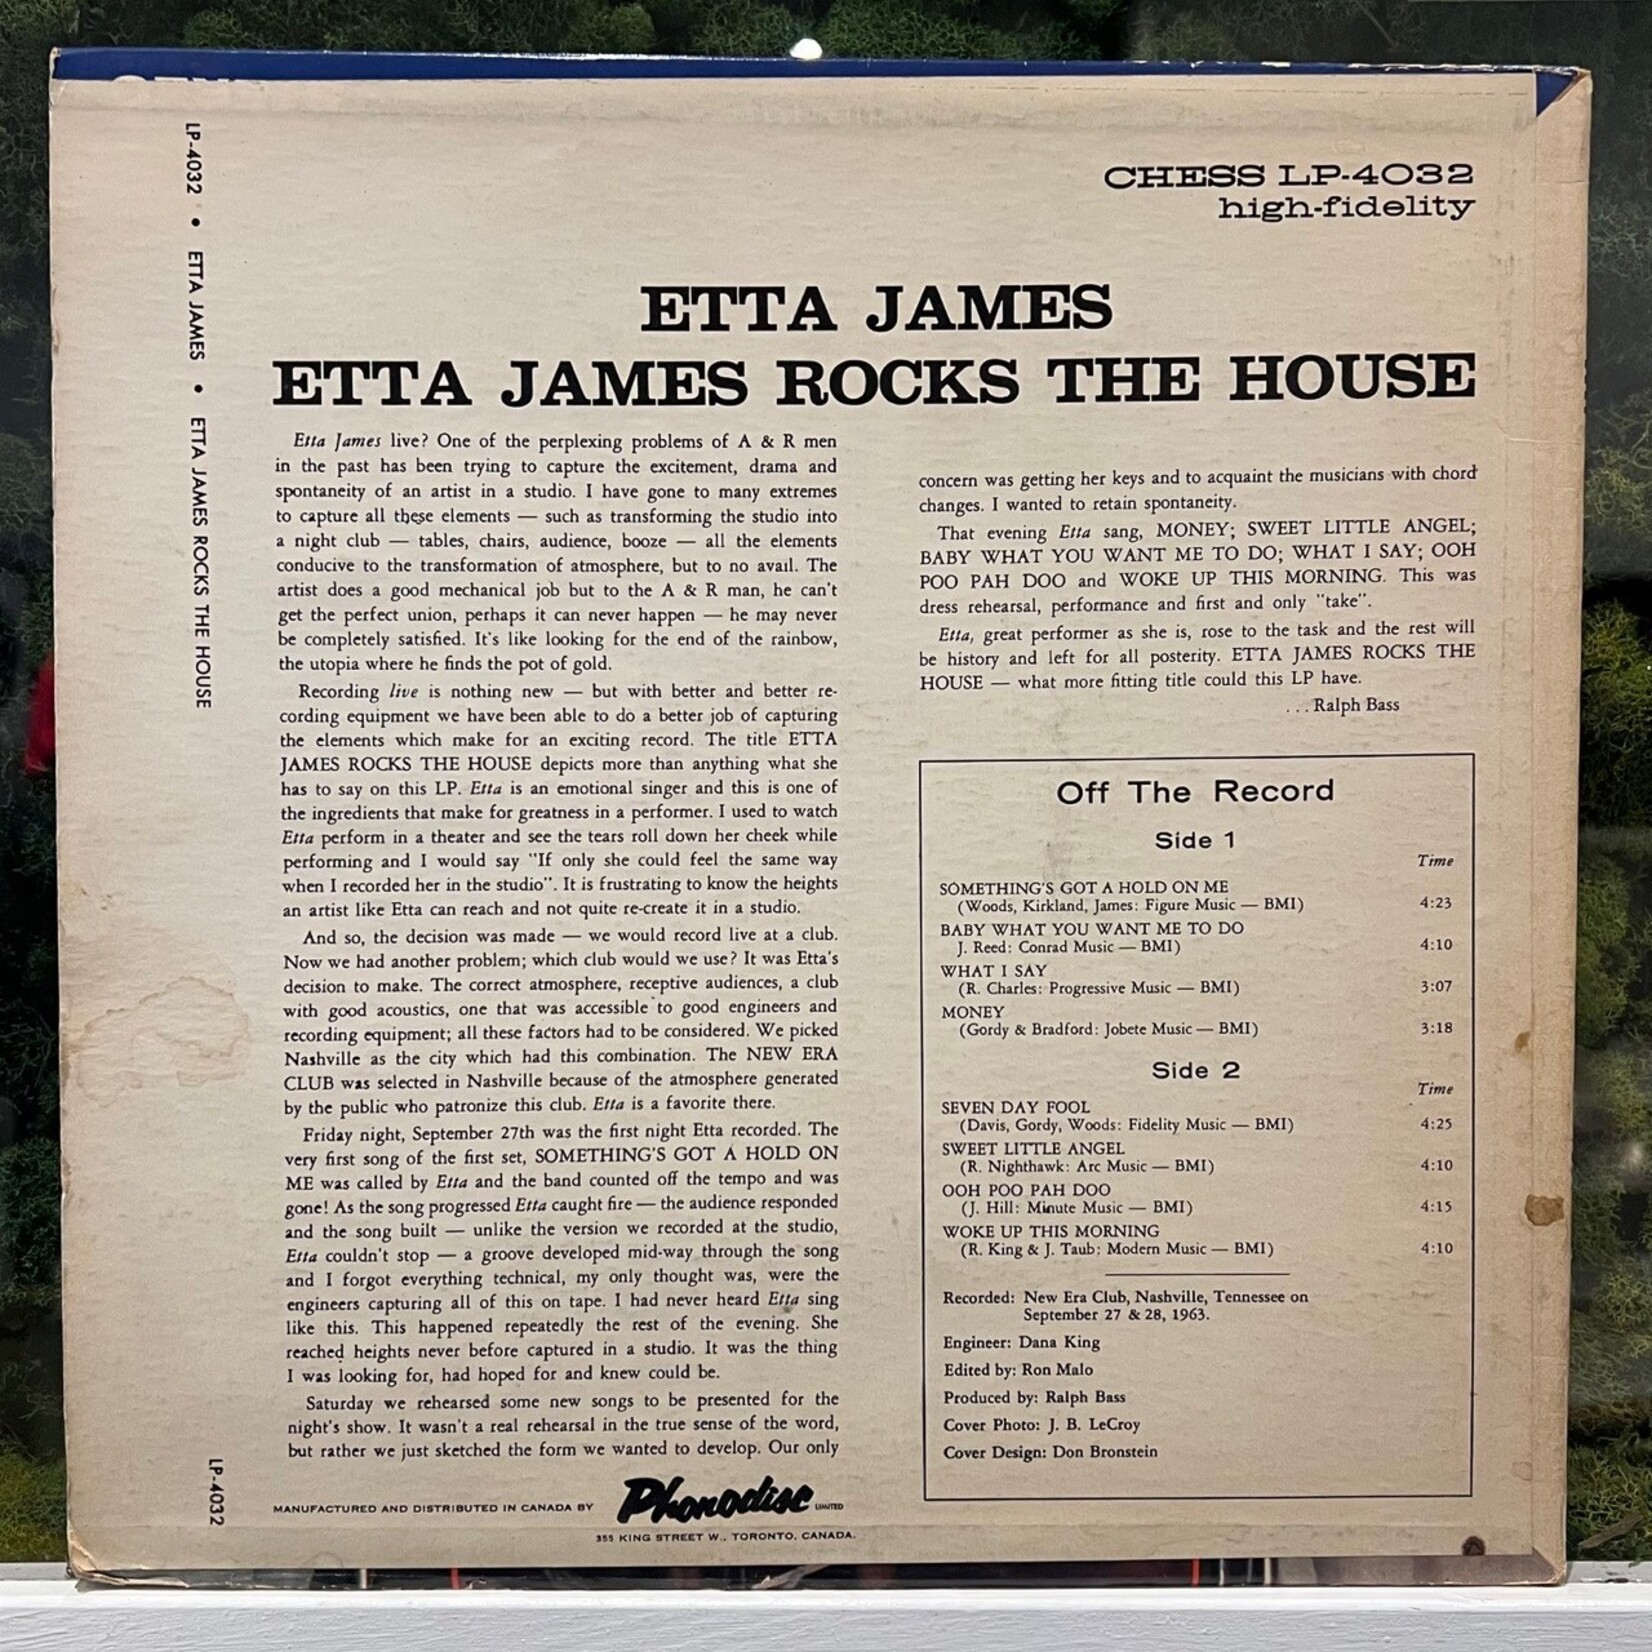 LP-4032 • ETTA JAMES • ETTA JAMES ROCKS THE HOUSE
LP-4032
CHESS LP-4032
high-fidelity
ETTA JAMES
ETTA JAMES ROCKS THE HOUSE
Etta James live? One of the perplexing problems of A & R men
in the past has been trying to capture the excitement, drama and
spontaneity of an artist in a studio. I have gone to many extremes
to capture all these elements — such as transforming the studio into
a night club — tables, chairs, audience, booze — all the elements
conducive to the transformation of atmosphere, but to no avail. The
artist does a good mechanical job but to the A & R man, he can't
get the perfect union, perhaps it can never happen — he may never
be completely satisfied. It's like looking for the end of the rainbow,
the utopia where he finds the pot of gold.
Recording live is nothing new — but with better and better re-
cording equipment we have been able to do a better job of capturing
the elements which make for an exciting record. The title ETTA
JAMES ROCKS THE HOUSE depicts more than anything what she
has to say on this LP. Etta is an emotional singer and this is one of
the ingredients that make for greatness in a performer. I used to watch
Etta perform in a theater and see the tears roll down her cheek while
performing and I would say "If only she could feel the same way
when I recorded her in the studio". It is frustrating to know the heights
an artist like Etta can reach and not quite re-create it in a studio.
And so, the decision was made — we would record live at a club.
Now we had another problem; which club would we use? It was Etta's
decision to make. The correct atmosphere, receptive audiences, a club
with good acoustics, one that was accessible to good engineers and
recording equipment; all these factors had to be considered. We picked
Nashville as the city which had this combination. The NEW ERA
CLUB was selected in Nashville because of the atmosphere generated
by the public who patronize this club. Etta is a favorite there.
Friday night, September 27th was the first night Etta recorded. The
very first song of the first set, SOMETHING'S GOT A HOLD ON
ME was called by Etta and the band counted off the tempo and was
gone! As the song progressed Etta caught fire — the audience responded
and the song built — unlike the version we recorded at the studio,
Etta couldn't stop — a groove developed mid-way through the song
and I forgot everything technical, my only thought was, were the
engineers capturing all of this on tape. I had never heard Etta sing
like this. This happened repeatedly the rest of the evening. She
reached heights never before captured in a studio. It was the thing
I was looking for, had hoped for and knew could be.
Saturday we rehearsed some new songs to be presented for the
night's show. It wasn't a real rehearsal in the true sense of the word,
but rather we just sketched the form we wanted to develop. Our only
concern was getting her keys and to acquaint the musicians with chord
changes. I wanted to retain spontaneity.
That evening Etta sang, MONEY; SWEET LITTLE ANGEL;
BABY WHAT YOU WANT ME TO DO; WHAT I SAY; OOH
POO PAH DOO and WOKE UP THIS MORNING. This was
dress rehearsal, performance and first and only "take".
Etta, great performer as she is, rose to the task and the rest will
be history and left for all posterity. ETTA JAMES ROCKS THE
HOUSE — what more fitting title could this LP have.
...Ralph Bass
Off The Record
Side 1
Time
SOMETHING'S GOT A HOLD ON ME
(Woods, Kirkland, James: Figure Music — BMI) 4:23
BABY WHAT YOU WANT ME TO DO
J. Reed: Conrad Music — BMI) 4:10
WHAT I SAY
(R. Charles: Progressive Music — BMI) 3:07
MONEY
(Gordy & Bradford: Jobete Music — BMI) 3:18
Side 2
Time
SEVEN DAY FOOL
(Davis, Gordy, Woods: Fidelity Music — BMI) 4:25
SWEET LITTLE ANGEL
(R. Nighthawk: Arc Music — BMI) 4:10
OOH POO PAH DOO
(J. Hill: Minute Music — BMI) 4:15
WOKE UP THIS MORNING
(R. King & J. Taub: Modern Music — BMI) 4:10
Recorded: New Era Club, Nashville, Tennessee on
September 27 & 28, 1963.
Engineer: Dana King
Edited by: Ron Malo
Produced by: Ralph Bass
Cover Photo: J. B. LeCroy
Cover Design: Don Bronstein
MANUFACTURED AND DISTRIBUTED IN CANADA BY Phonodisc LIMITED
355 KING STREET W., TORONTO, CANADA.